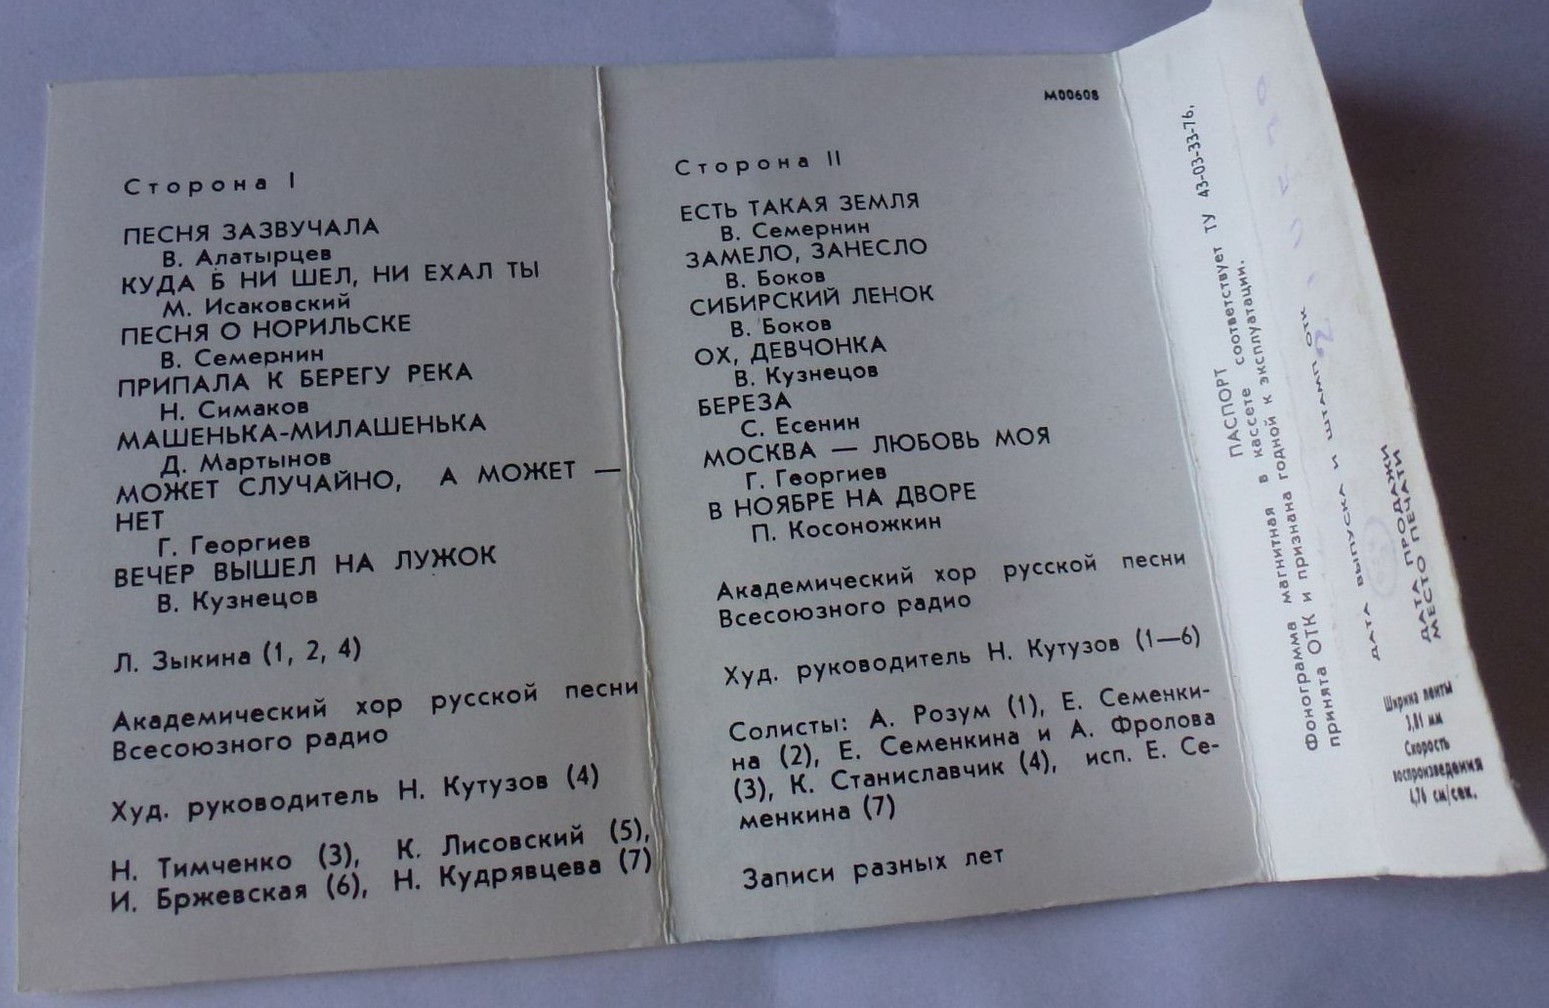 Сторона I
ПЕСНЯ ЗАЗВУЧАЛА
В. Алатырцев
КУДА Б НИ ШЕЛ, НИ ЕХАЛ ТЫ
М. Исаковский
ПЕСНЯ О НОРИЛЬСКЕ
В. Семернин
ПРИПАЛА К БЕРЕГУ РЕКА
Н. Симаков
МАШЕНЬКА-МИЛАШЕНЬКА
Д. Мартынов
МОЖЕТ СЛУЧАЙНО, А МОЖЕТ —
НЕТ
Г. Георгиев
ВЕЧЕР ВЫШЕЛ НА ЛУЖОК
В. Кузнецов
Л. Зыкина (1, 2, 4)
Академический хор русской песни
Всесоюзного радио
Худ. руководитель Н. Кутузов (4)
Н. Тимченко (3), К. Лисовский (5),
И. Бржевская (6), Н. Кудрявцева (7)
М00608
Сторона II
ЕСТЬ ТАКАЯ ЗЕМЛЯ
В. Семернин
ЗАМЕЛО, ЗАНЕСЛО
В. Боков
СИБИРСКИЙ ЛЕНОК
В. Боков
ОХ, ДЕВЧОНКА
В. Кузнецов
БЕРЕЗА
С. Есенин
МОСКВА — ЛЮБОВЬ МОЯ
Г. Георгиев
В НОЯБРЕ НА ДВОРЕ
П. Косоножкин
Академический хор русской песни
Всесоюзного радио
Худ. руководитель Н. Кутузов (1—6)
Солисты: А. Розум (1), Е. Семенки-
на (2), Е. Семенкина и А. Фролова
(3), К. Станиславчик (4), исп. Е. Се-
менкина (7)
Записи разных лет
ПАСПОРТ
Фонограмма магнитная в кассете соответствует ТУ 43-03-33-76,
принята ОТК и признана годной к эксплуатации.
ДАТА ВЫПУСКА И ШТАМП ОТК
ДАТА ПРОДАЖИ
МЕСТО ПЕЧАТИ
Ширина ленты
3,81 мм
Скорость
воспроизведения
4,76 см/сек.